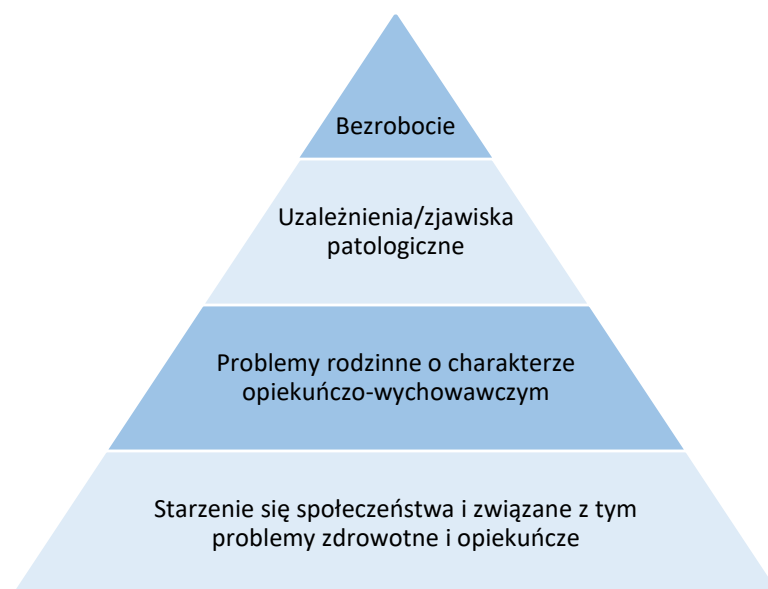 Bezrobocie
Uzależnienia/zjawiska
patologiczne
Problemy rodzinne o charakterze
opiekuńczo-wychowawczym
Starzenie się społeczeństwa i związane z tym
problemy zdrowotne i opiekuńcze